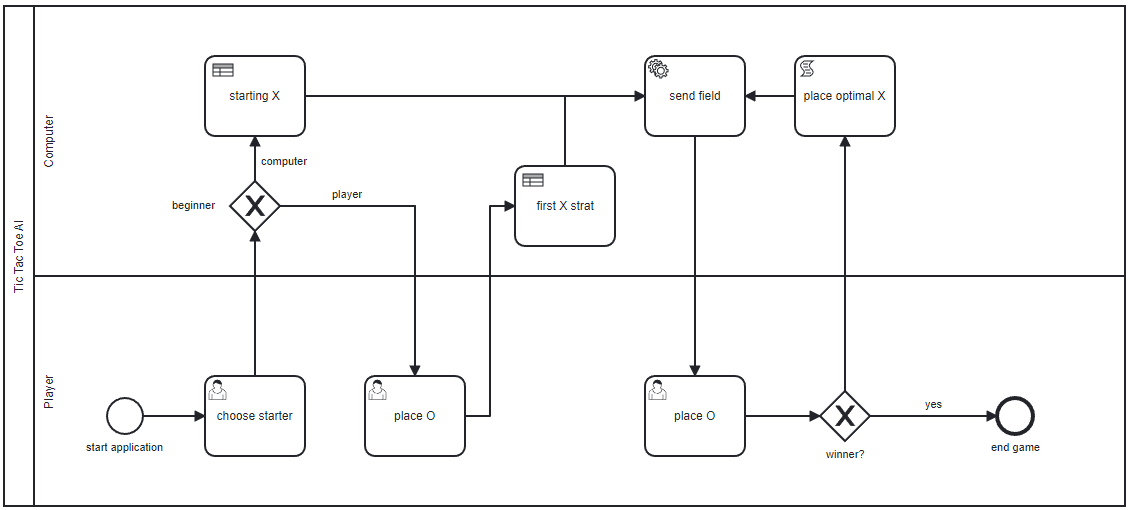 Tic Tac Toe AI
Computer
starting X
send field
place optimal X
computer
beginner
player
first X strat
Player
start application
choose starter
place O
place O
winner?
yes
end game